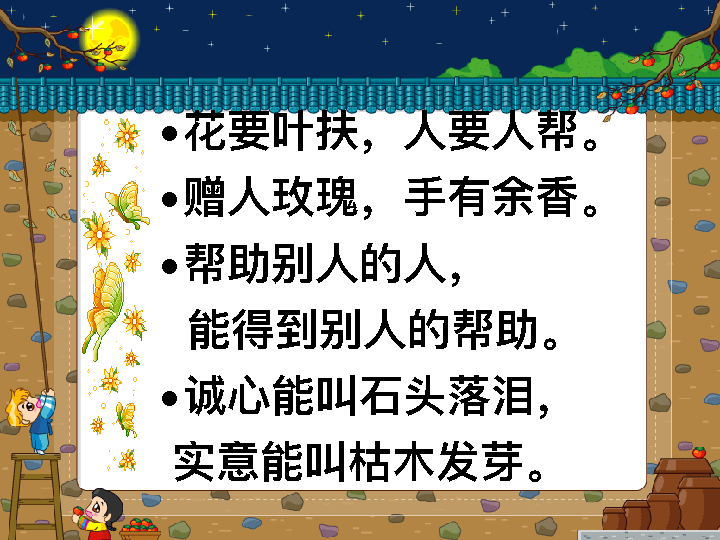 •花要叶扶，人要人帮。
•赠人玫瑰，手有余香。
•帮助别人的人，
能得到别人的帮助。
•诚心能叫石头落泪，
实意能叫枯木发芽。